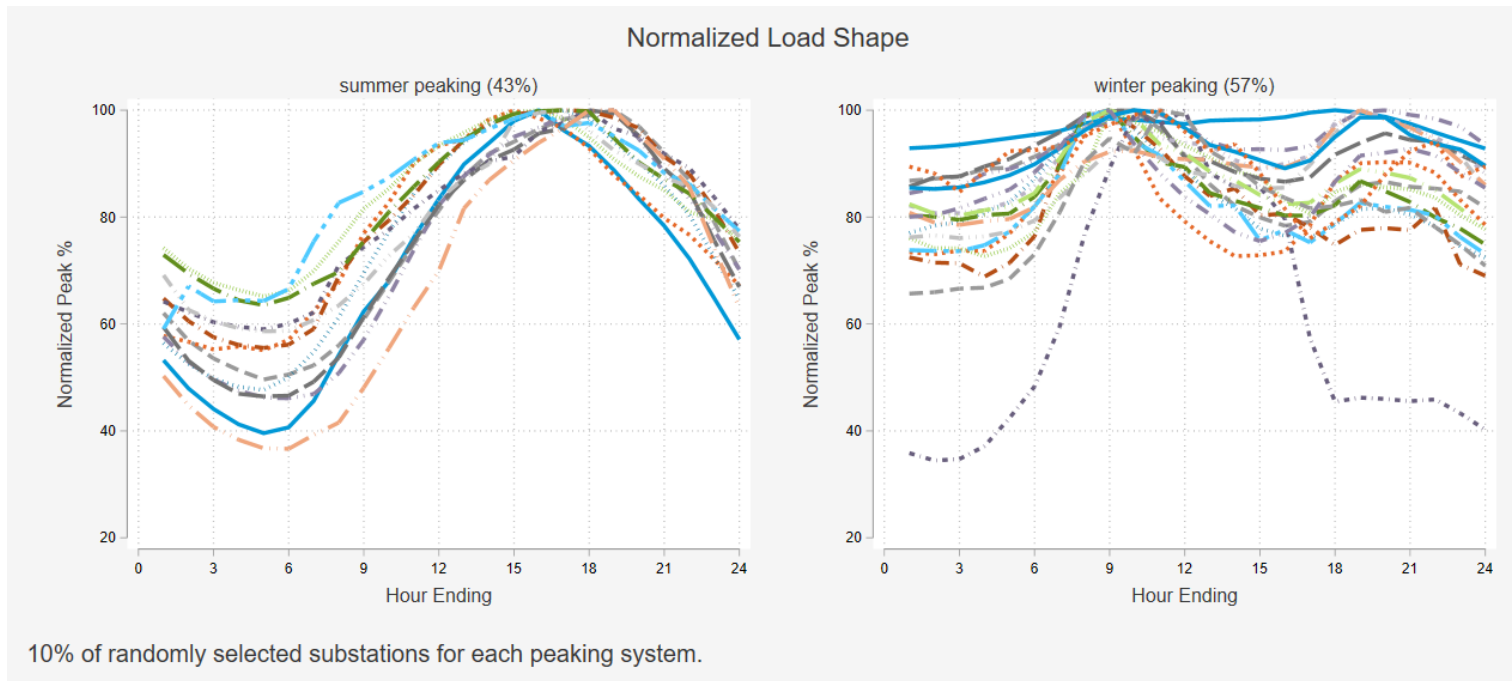 Normalized Load Shape
summer peaking (43%)
100
80
60
40
20
Normalized Peak %
0 3 6 9 12 15 18 21 24
Hour Ending
winter peaking (57%)
100
80
60
40
20
Normalized Peak %
0 3 6 9 12 15 18 21 24
Hour Ending
10% of randomly selected substations for each peaking system.